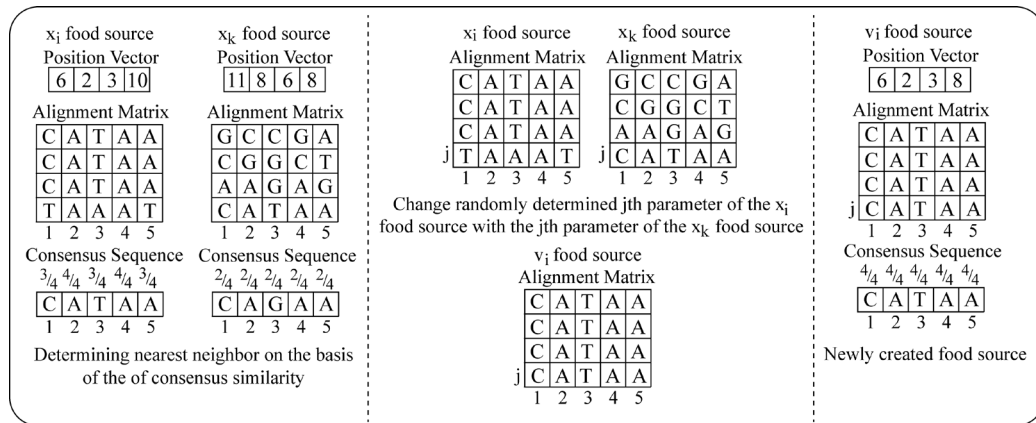 x_i food source
Position Vector
6 2 3 10
Alignment Matrix
C A T A A
C A T A A
C A T A A
T A A A T
1 2 3 4 5
Consensus Sequence
3/4 4/4 3/4 4/4 3/4
C A T A A
1 2 3 4 5
x_k food source
Position Vector
11 8 6 8
Alignment Matrix
G C C G A
C G G C T
A A G A G
C A T A A
1 2 3 4 5
Consensus Sequence
2/4 2/4 2/4 2/4 2/4
C A G A A
1 2 3 4 5
Determining nearest neighbor on the basis
of the of consensus similarity
x_i food source
Alignment Matrix
C A T A A
C A T A A
C A T A A
j T A A A T
1 2 3 4 5
x_k food source
Alignment Matrix
G C C G A
C G G C T
A A G A G
j C A T A A
1 2 3 4 5
Change randomly determined jth parameter of the x_i
food source with the jth parameter of the x_k food source
v_i food source
Alignment Matrix
C A T A A
C A T A A
C A T A A
j C A T A A
1 2 3 4 5
v_i food source
Position Vector
6 2 3 8
Alignment Matrix
C A T A A
C A T A A
C A T A A
j C A T A A
1 2 3 4 5
Consensus Sequence
4/4 4/4 4/4 4/4 4/4
C A T A A
1 2 3 4 5
Newly created food source